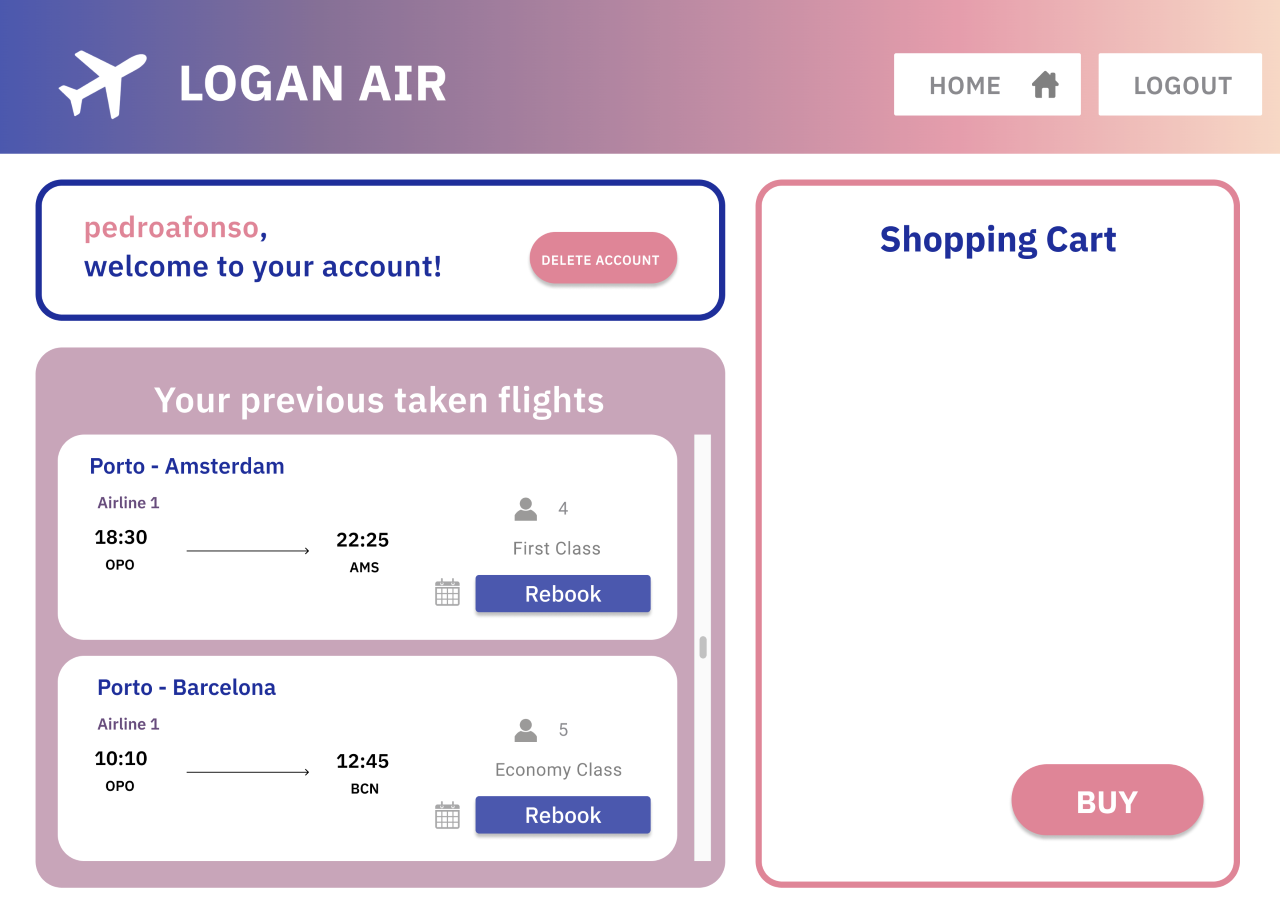 LOGAN AIR
HOME
LOGOUT
pedroafonso,
welcome to your account!
DELETE ACCOUNT
Your previous taken flights
Porto - Amsterdam
Airline 1
18:30
22:25
OPO
AMS
4
First Class
Rebook
Porto - Barcelona
Airline 1
10:10
12:45
OPO
BCN
5
Economy Class
Rebook
Shopping Cart
BUY